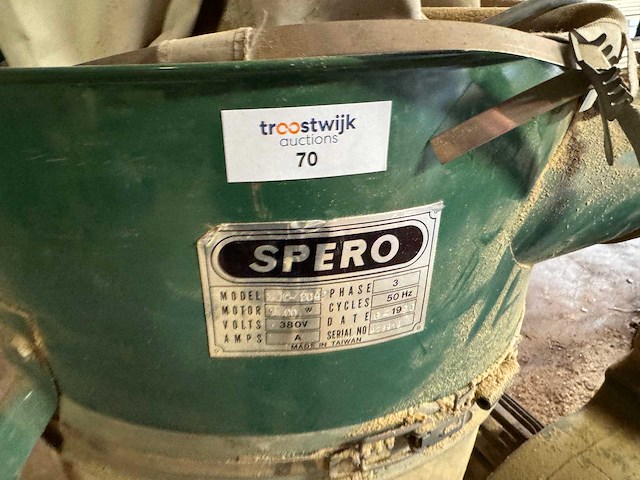 troostwijk
auctions
70
SPERO
MODEL PHASE 3
MOTOR W CYCLES 50 Hz
VOLTS 380V DATE 19
AMPS A SERIAL NO
MADE IN TAIWAN